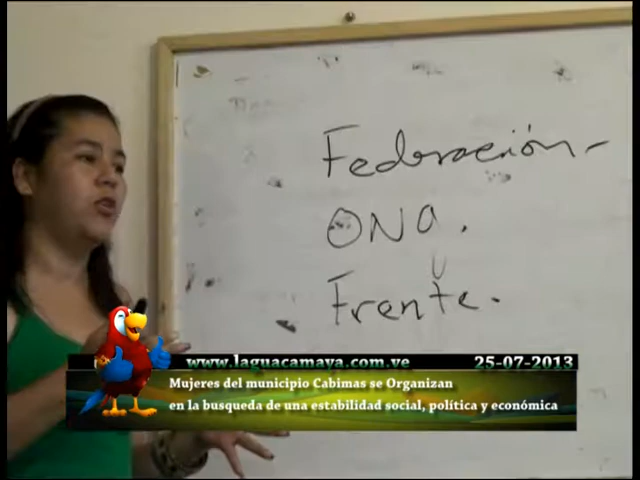 Federación-
ONA.
Frente.
www.laguacamaya.com.ve 25-07-2013
Mujeres del municipio Cabimas se Organizan
en la busqueda de una estabilidad social, política y económica